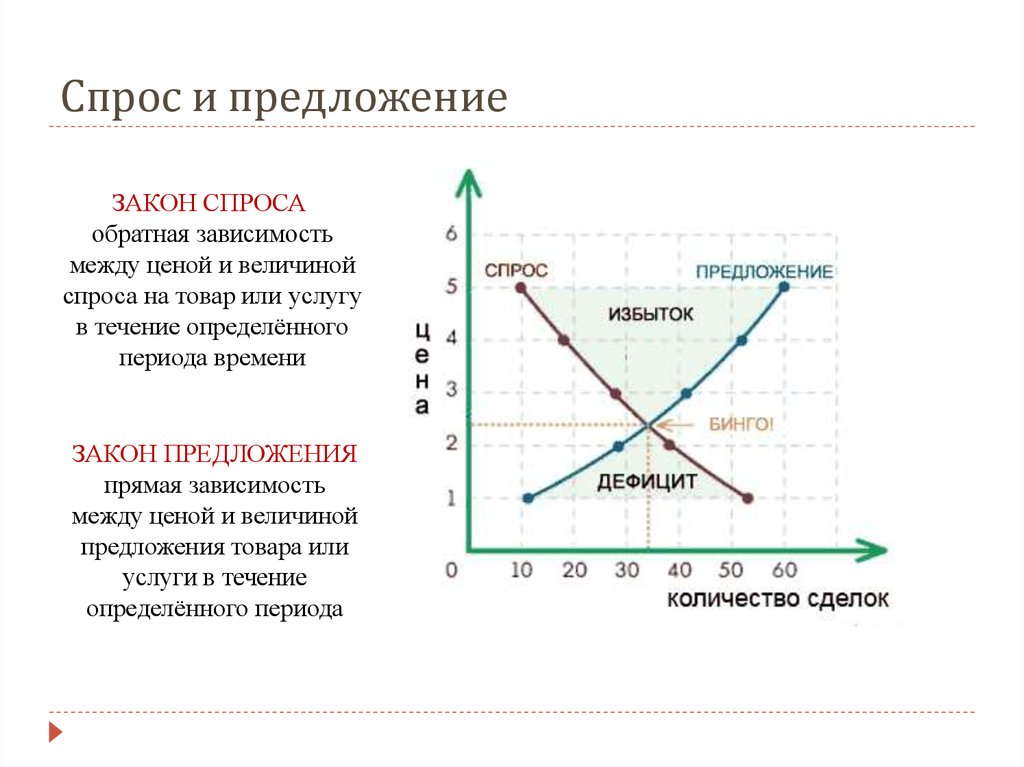 Спрос и предложение
ЗАКОН СПРОСА
обратная зависимость
между ценой и величиной
спроса на товар или услугу
в течение определённого
периода времени
ЗАКОН ПРЕДЛОЖЕНИЯ
прямая зависимость
между ценой и величиной
предложения товара или
услуги в течение
определённого периода
цена
6
5
4
3
2
1
0
СПРОС
ПРЕДЛОЖЕНИЕ
ИЗБЫТОК
БИНГО!
ДЕФИЦИТ
10 20 30 40 50 60
количество сделок